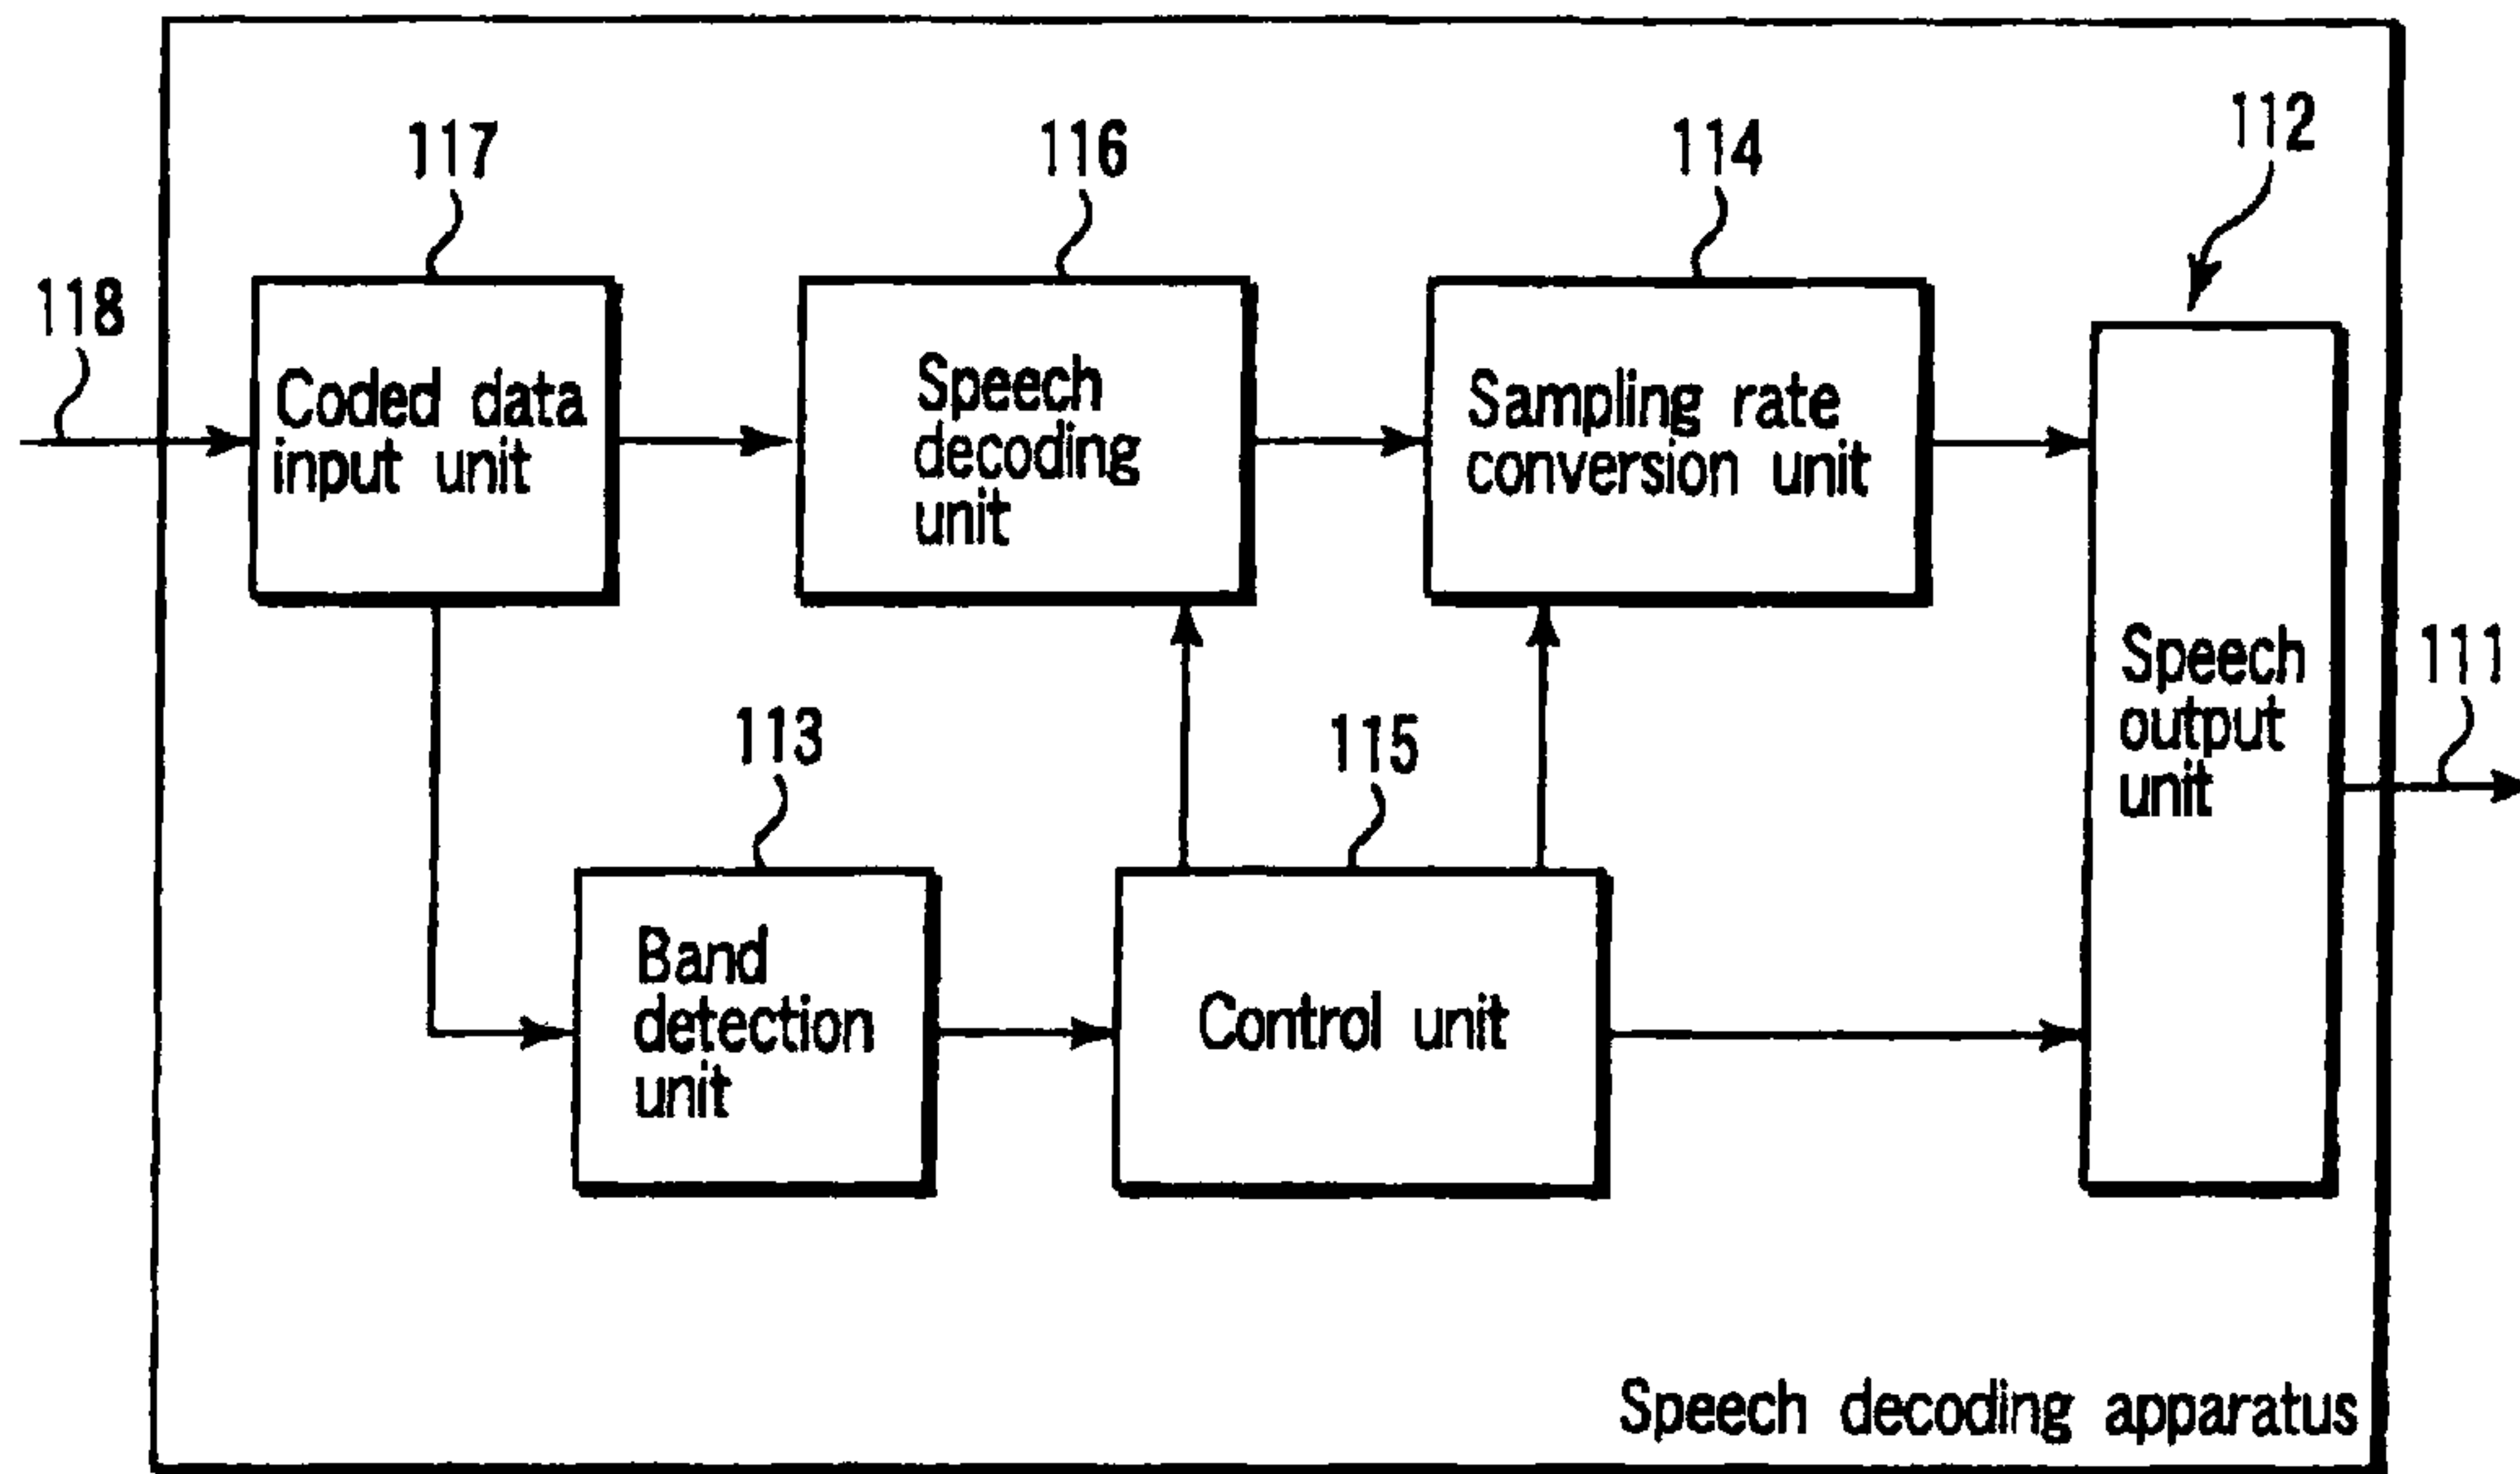 112
117
116
114
118
Coded data
input unit
Speech
decoding
unit
Sampling rate
conversion unit
Speech
output
unit
111
113
115
Band
detection
unit
Control unit
Speech decoding apparatus